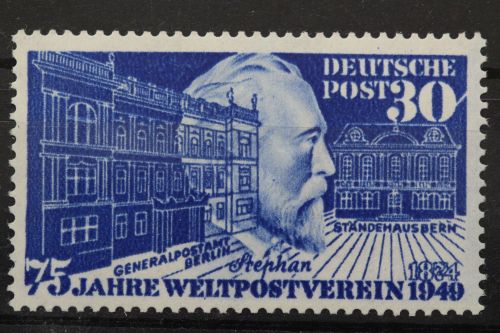 DEUTSCHE
POST 30
STÄNDEHAUS BERN
GENERALPOSTAMT
BERLIN
Stephan
1874
75 JAHRE WELTPOSTVEREIN 1949